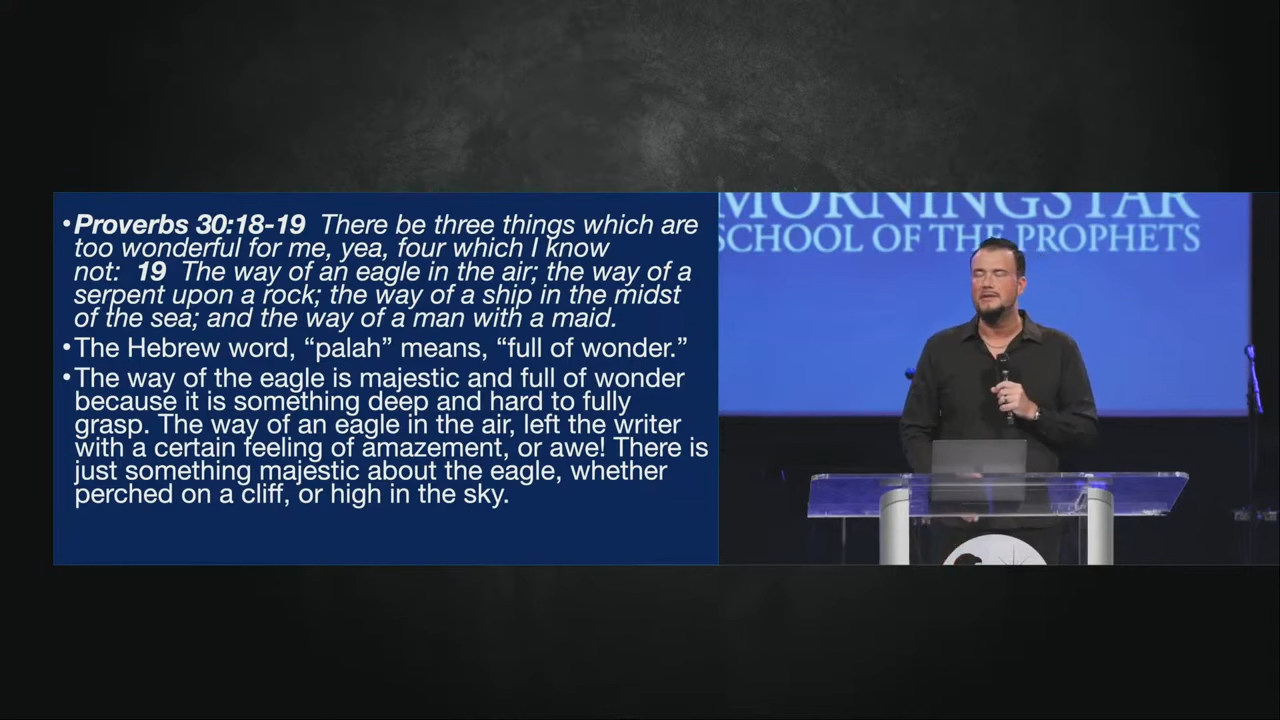 •Proverbs 30:18-19  There be three things which are
too wonderful for me, yea, four which I know
not:  19  The way of an eagle in the air; the way of a
serpent upon a rock; the way of a ship in the midst
of the sea; and the way of a man with a maid.
•The Hebrew word, “palah” means, “full of wonder.”
•The way of the eagle is majestic and full of wonder
because it is something deep and hard to fully
grasp. The way of an eagle in the air, left the writer
with a certain feeling of amazement, or awe! There is
just something majestic about the eagle, whether
perched on a cliff, or high in the sky.
MORNINGSTAR
SCHOOL OF THE PROPHETS